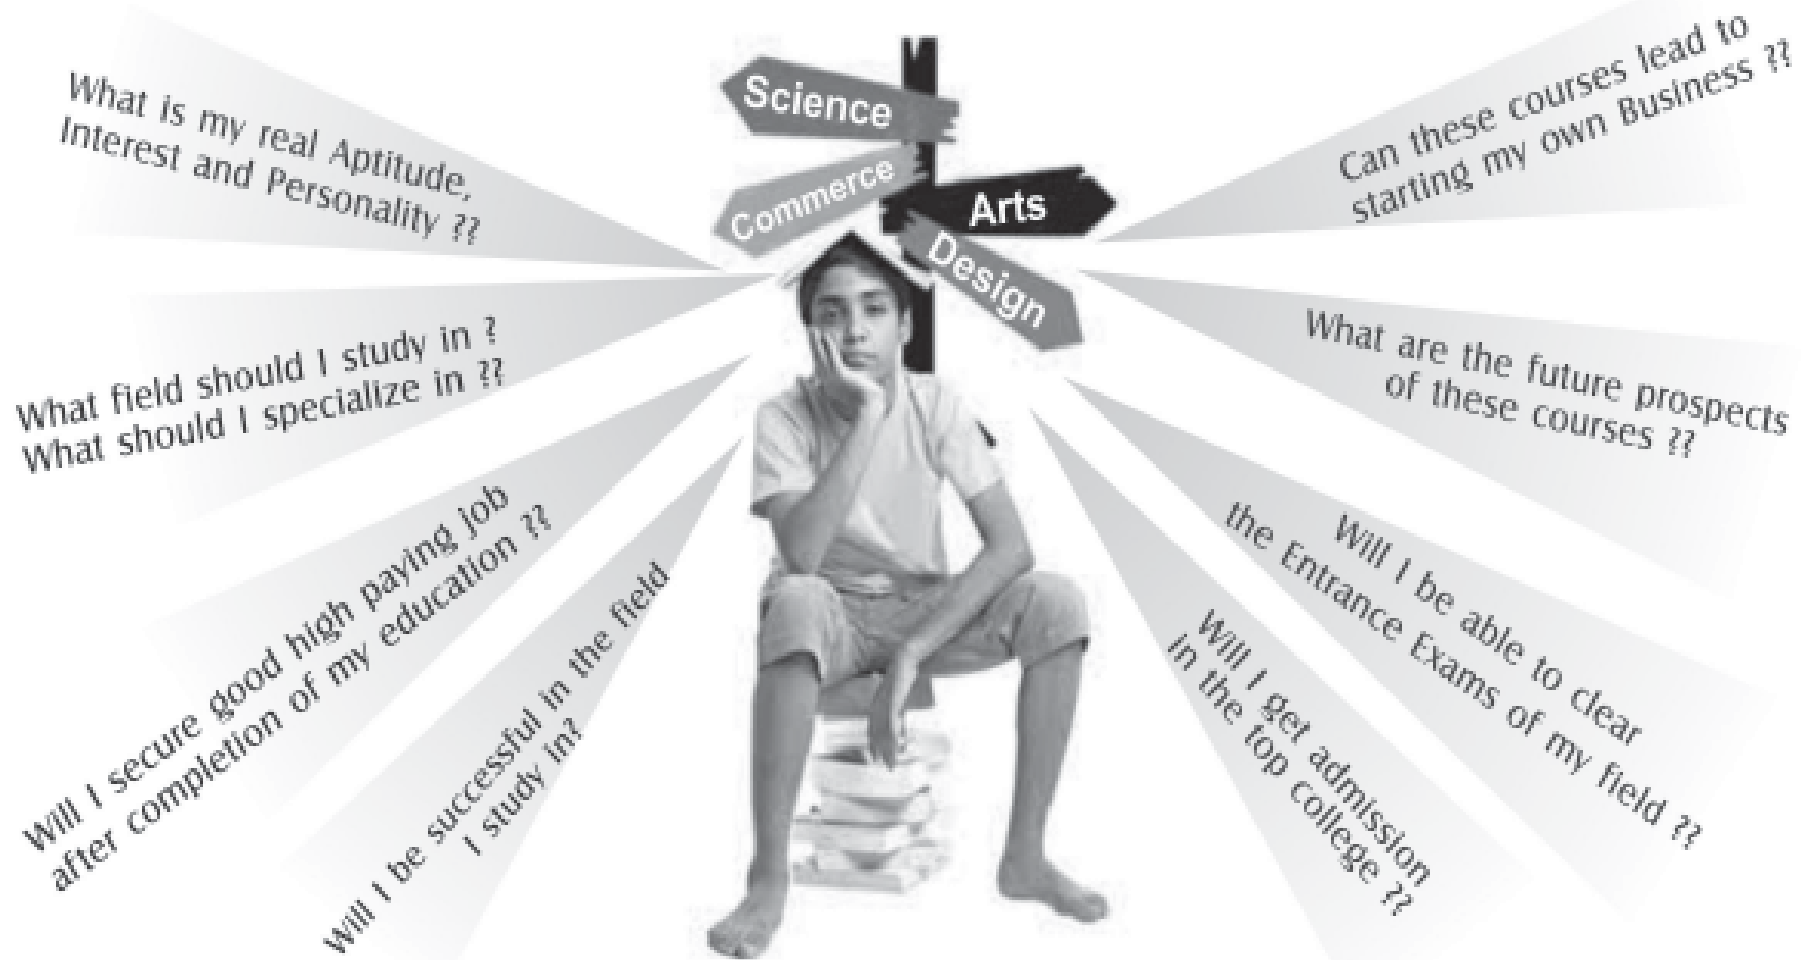 Science
Commerce
Arts
Design
What is my real Aptitude,
Interest and Personality ??
What field should I study in ?
What should I specialize in ??
Will I secure good high paying job
after completion of my education ??
Will I be successful in the field
I study in?
Can these courses lead to
starting my own Business ??
What are the future prospects
of these courses ??
Will I be able to clear
the Entrance Exams of my field ??
Will I get admission
in the top college ??